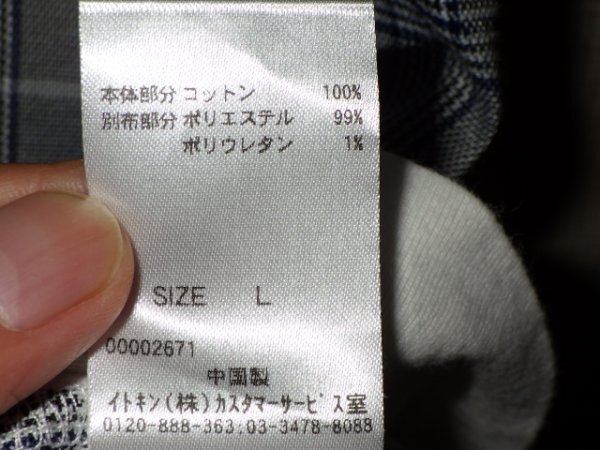 本体部分 コットン 100%
別布部分 ポリエステル 99%
ポリウレタン 1%
SIZE L
00002671
中国製
イトキン(株)カスタマーサービス室
0120-888-363,03-3478-8088